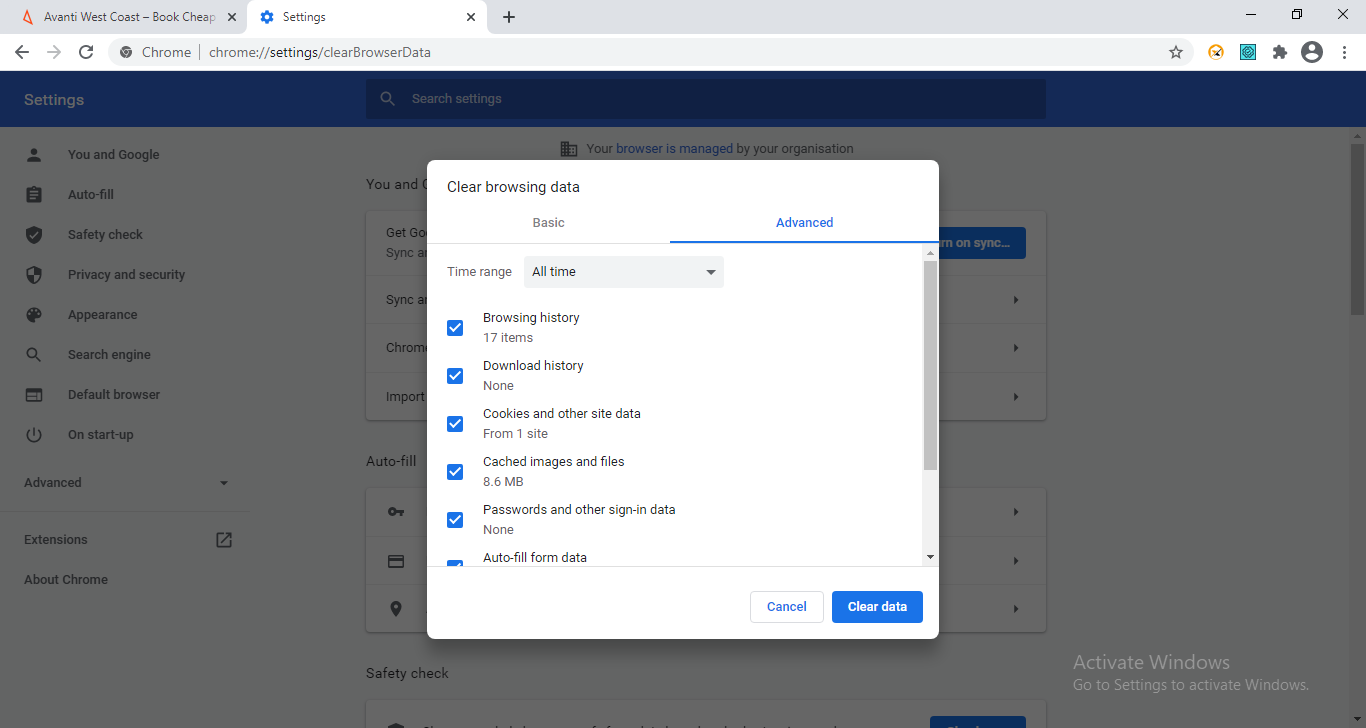 Avanti West Coast – Book Cheap
Settings
Chrome
chrome://settings/clearBrowserData
Settings
Search settings
You and Google
Auto-fill
Safety check
Privacy and security
Appearance
Search engine
Default browser
On start-up
Advanced
Extensions
About Chrome
Your browser is managed by your organisation
You and
Get
Sync
rn on sync...
Sync
Import
Auto-fill
Safety check
Clear browsing data
Basic
Advanced
Time range
All time
Browsing history
17 items
Download history
None
Cookies and other site data
From 1 site
Cached images and files
8.6 MB
Passwords and other sign-in data
None
Auto-fill form data
Cancel
Clear data
Activate Windows
Go to Settings to activate Windows.